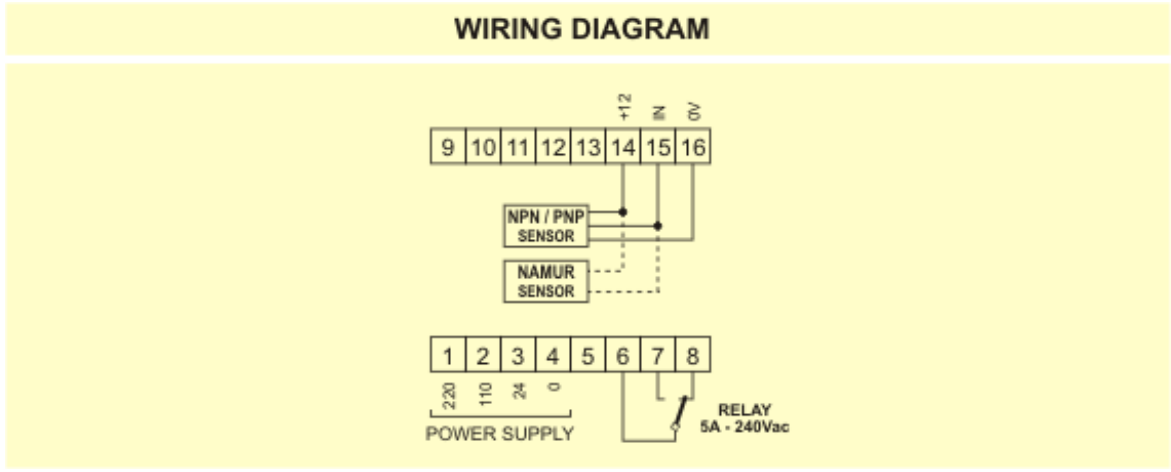 WIRING DIAGRAM
+12 IN 0V
9 10 11 12 13 14 15 16
NPN / PNP
SENSOR
NAMUR
SENSOR
1 2 3 4 5 6 7 8
220 110 24 0
POWER SUPPLY
RELAY
5A - 240Vac